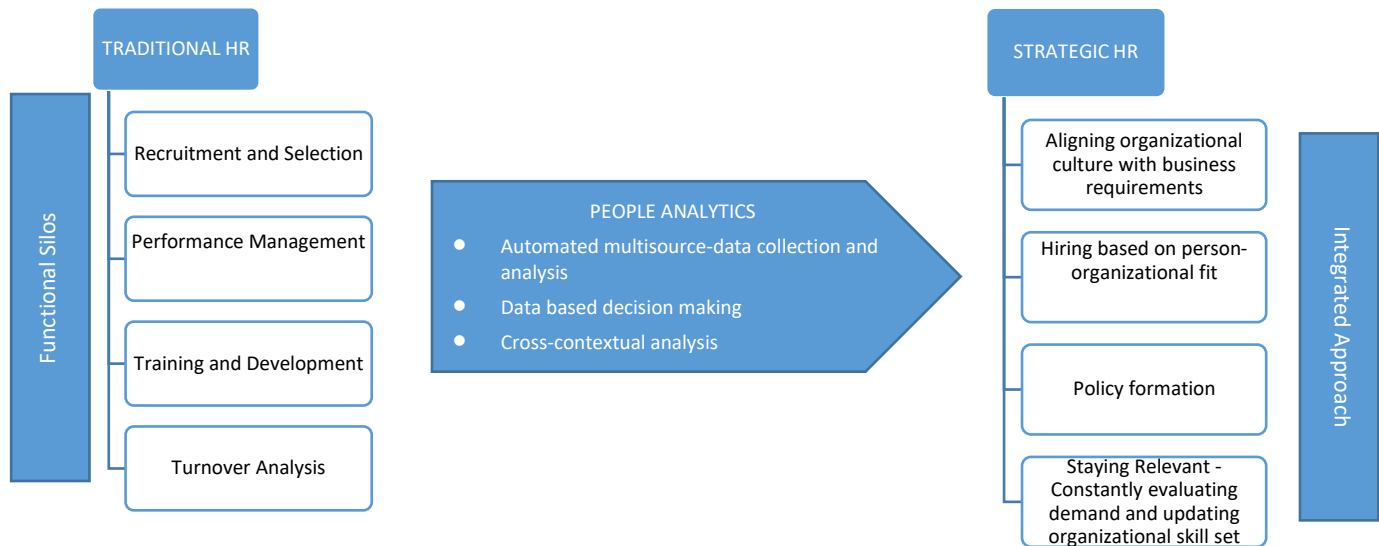 TRADITIONAL HR
Functional Silos
Recruitment and Selection
Performance Management
Training and Development
Turnover Analysis
PEOPLE ANALYTICS
Automated multisource-data collection and
analysis
Data based decision making
Cross-contextual analysis
STRATEGIC HR
Aligning organizational
culture with business
requirements
Hiring based on person-
organizational fit
Policy formation
Staying Relevant -
Constantly evaluating
demand and updating
organizational skill set
Integrated Approach